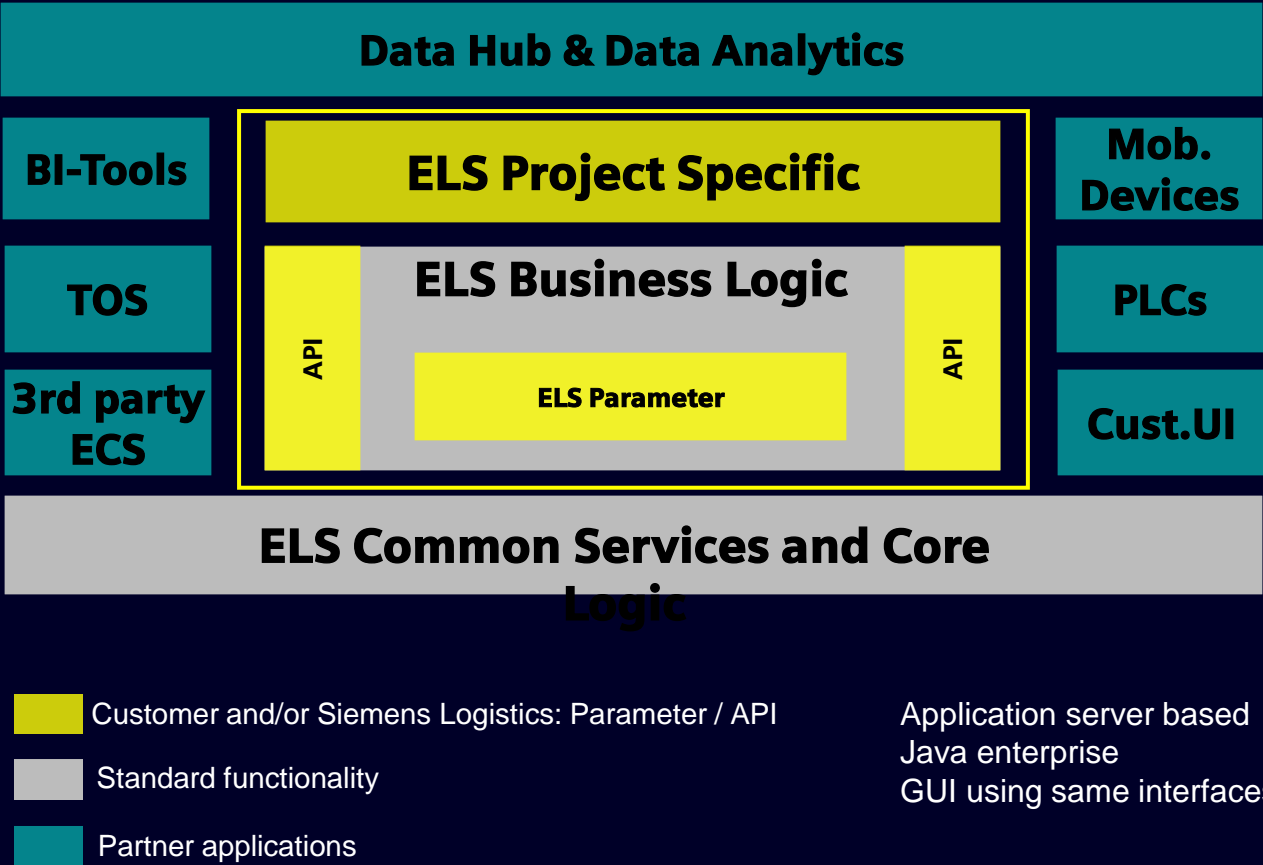 Data Hub & Data Analytics
BI-Tools
ELS Project Specific
Mob.
Devices
TOS
API
ELS Business Logic
ELS Parameter
API
PLCs
3rd party
ECS
Cust.UI
ELS Common Services and Core
Logic
Customer and/or Siemens Logistics: Parameter / API
Standard functionality
Partner applications
Application server based
Java enterprise
GUI using same interfaces